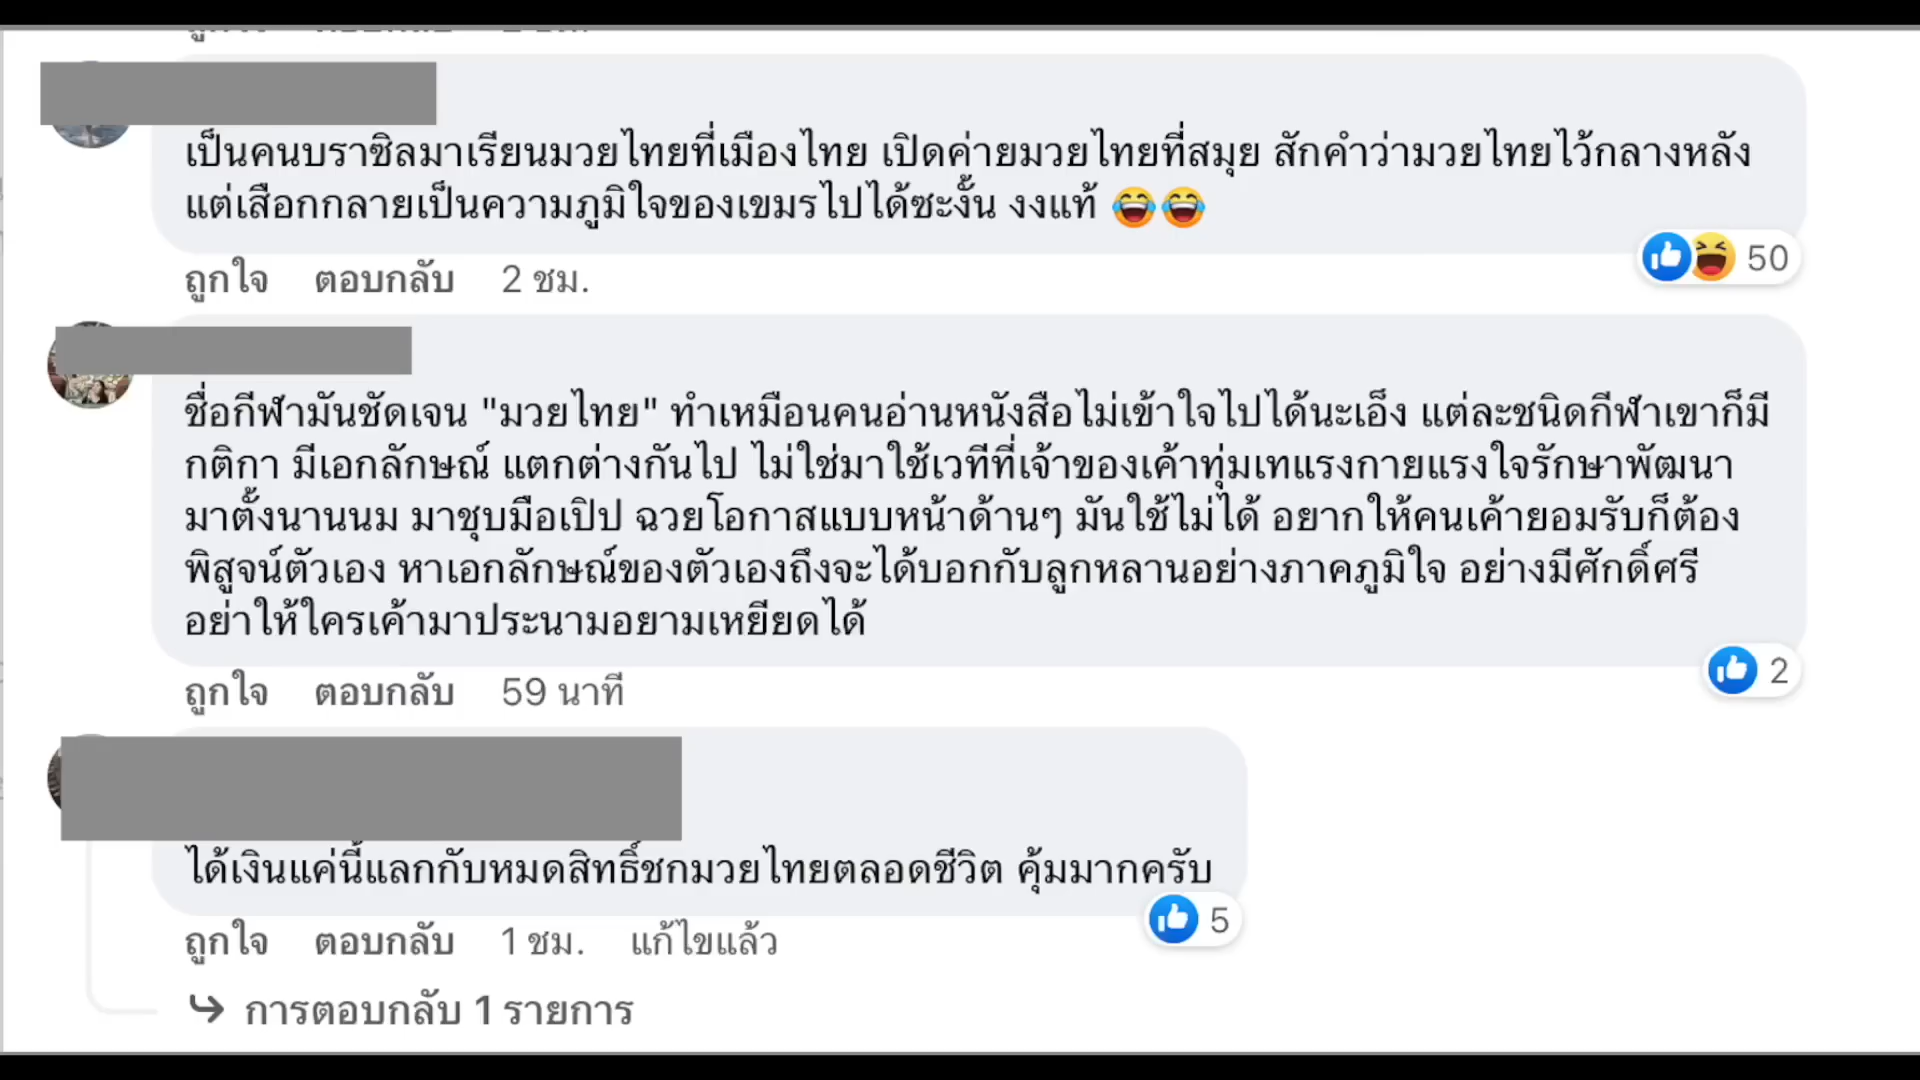 เป็นคนบราซิลมาเรียนมวยไทยที่เมืองไทย เปิดค่ายมวยไทยที่สมุย สักคำว่ามวยไทยไว้กลางหลัง
แต่เสือกกลายเป็นความภูมิใจของเขมรไปได้ซะงั้น งงแท้ 😂😂
50
ถูกใจ ตอบกลับ 2 ชม.
ชื่อกีฬามันชัดเจน "มวยไทย" ทำเหมือนคนอ่านหนังสือไม่เข้าใจไปได้นะเอ็ง แต่ละชนิดกีฬาเขาก็มี
กติกา มีเอกลักษณ์ แตกต่างกันไป ไม่ใช่มาใช้เวทีที่เจ้าของเค้าทุ่มเทแรงกายแรงใจรักษาพัฒนา
มาตั้งนานนม มาชุบมือเปิป ฉวยโอกาสแบบหน้าด้านๆ มันใช้ไม่ได้ อยากให้คนเค้ายอมรับก็ต้อง
พิสูจน์ตัวเอง หาเอกลักษณ์ของตัวเองถึงจะได้บอกกับลูกหลานอย่างภาคภูมิใจ อย่างมีศักดิ์ศรี
อย่าให้ใครเค้ามาประนามอยามเหยียดได้
2
ถูกใจ ตอบกลับ 59 นาที
ได้เงินแค่นี้แลกกับหมดสิทธิ์ชกมวยไทยตลอดชีวิต คุ้มมากครับ
5
ถูกใจ ตอบกลับ 1 ชม. แก้ไขแล้ว
การตอบกลับ 1 รายการ